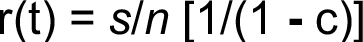 r(t) = s/n [1/(1 - c)]